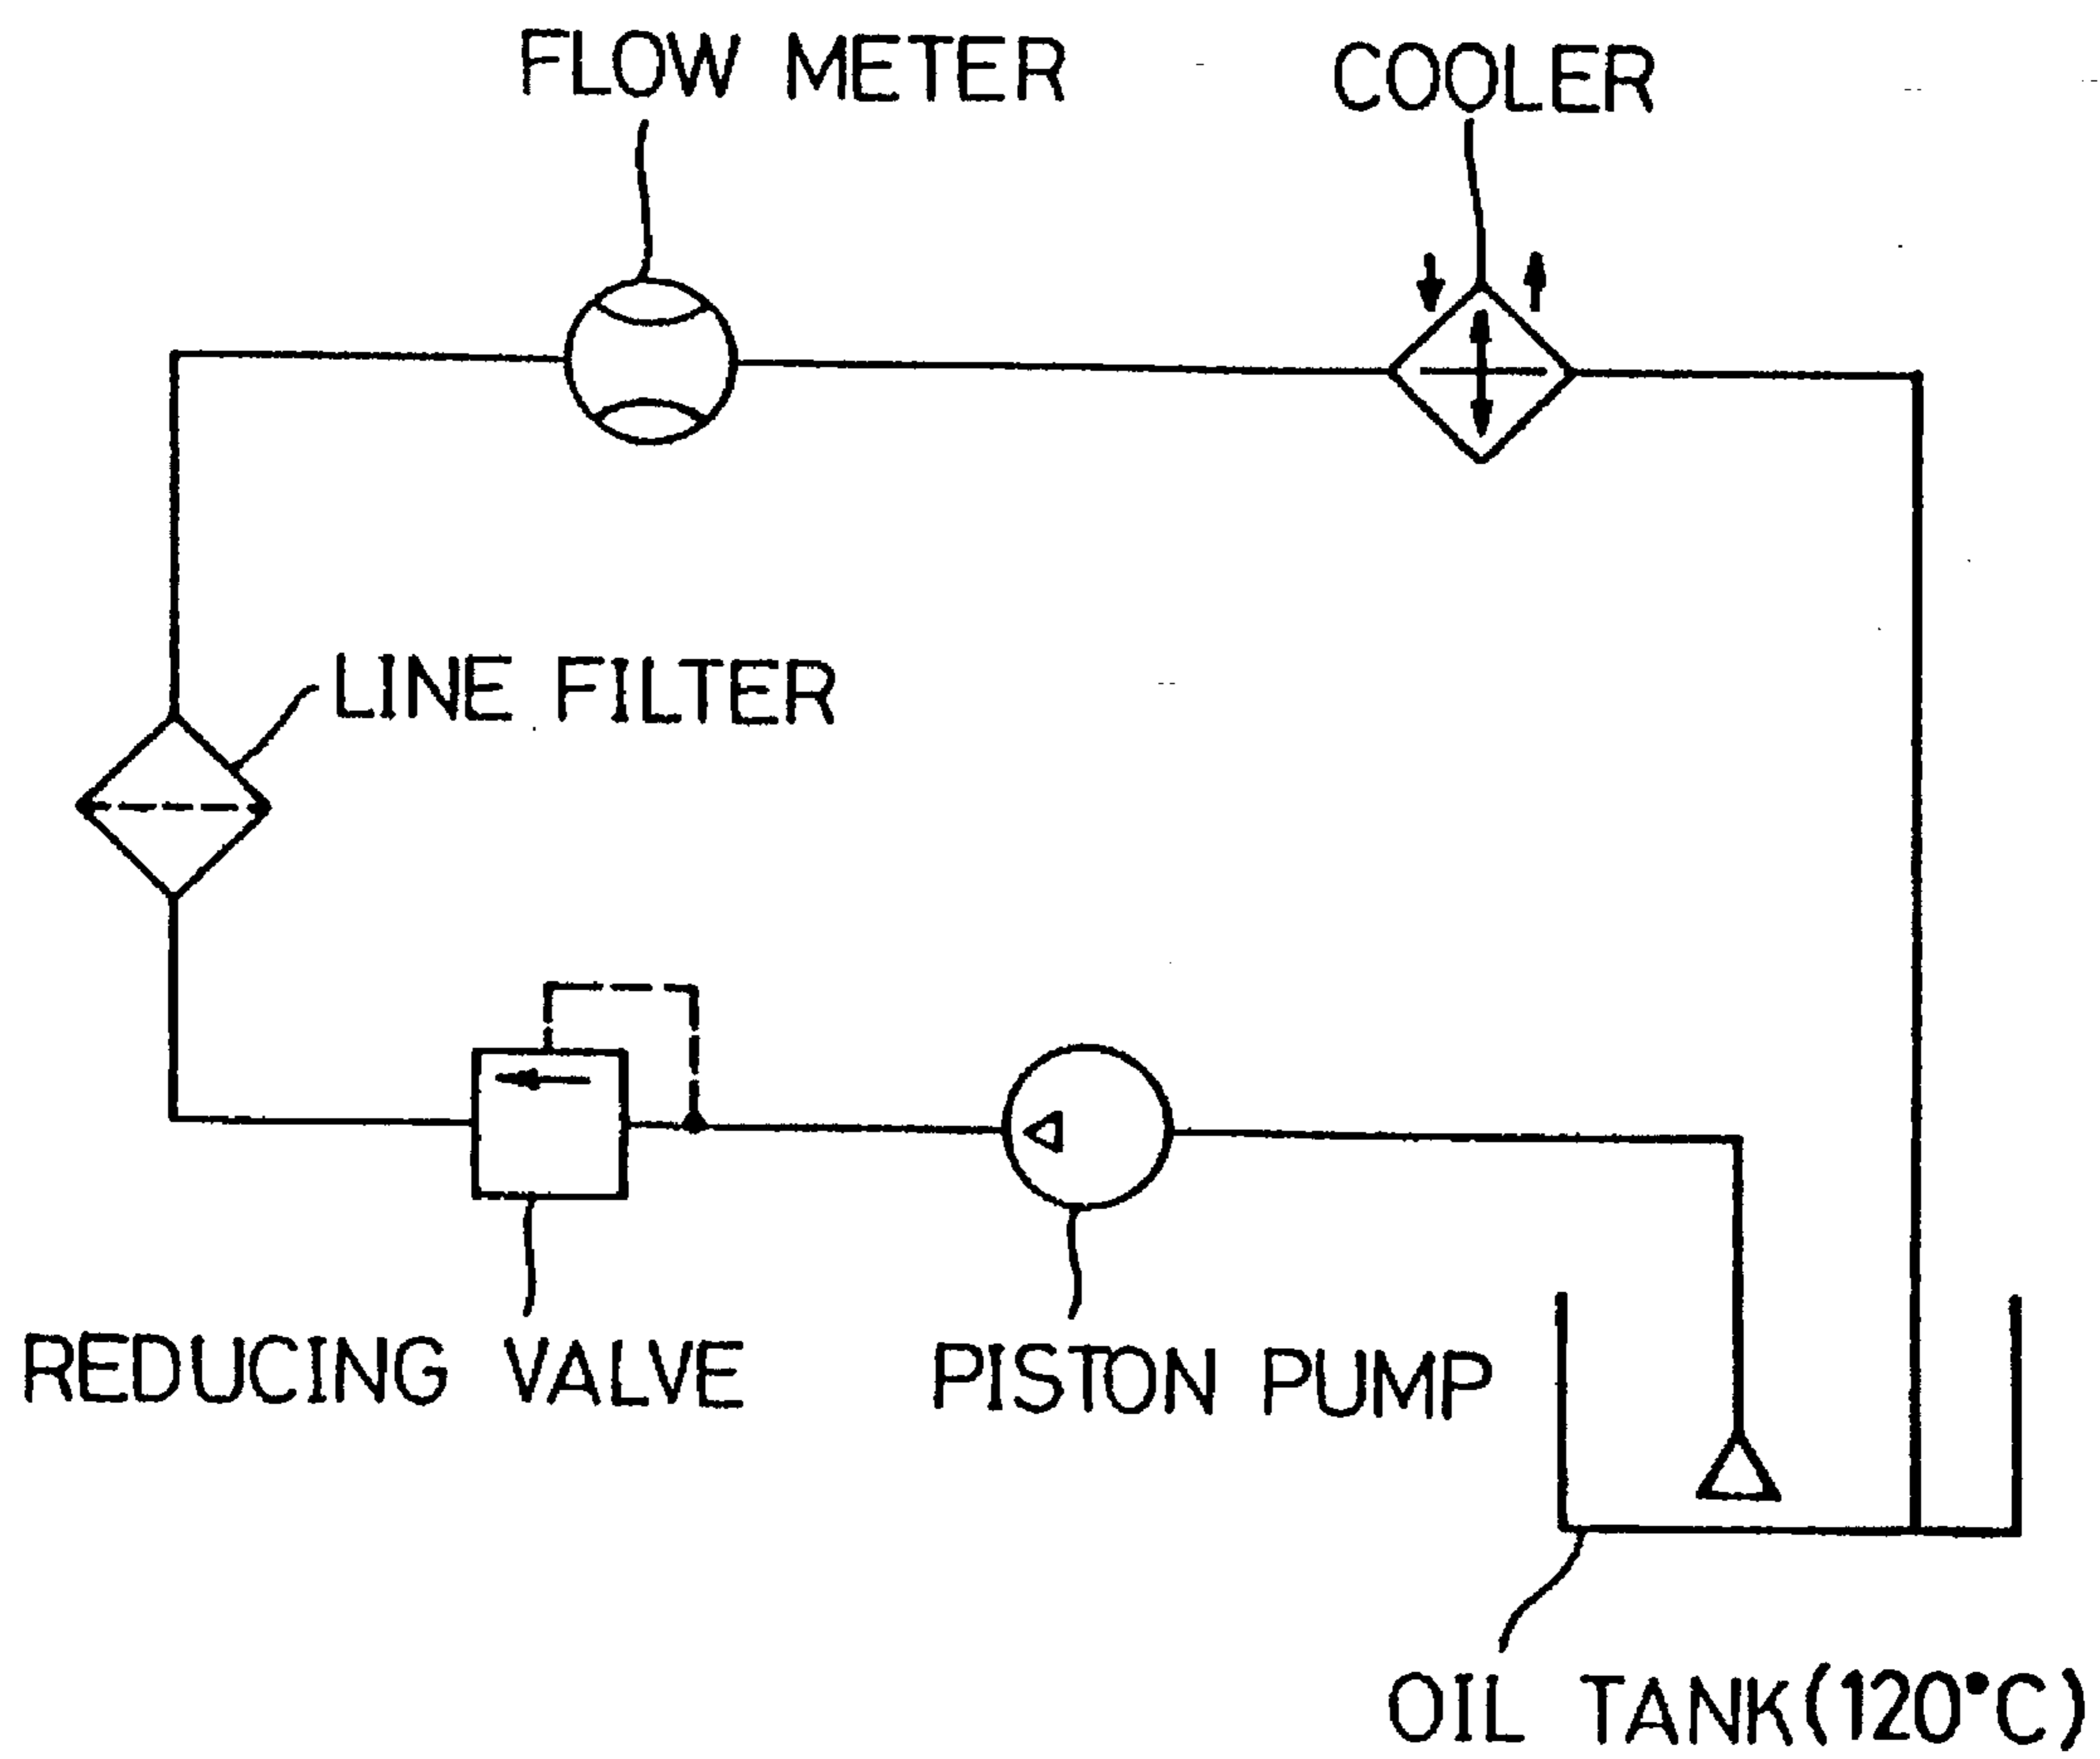 FLOW METER
COOLER
LINE FILTER
REDUCING VALVE
PISTON PUMP
OIL TANK(120°C)